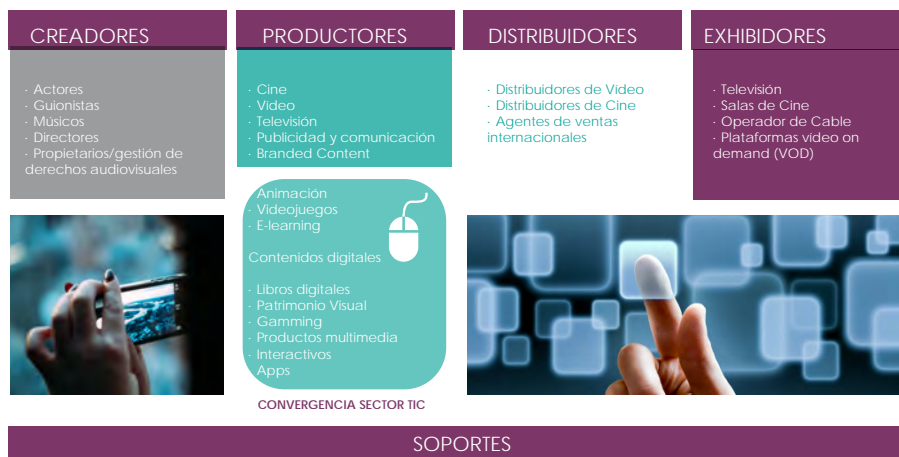 CREADORES
· Actores
· Guionistas
· Músicos
· Directores
· Propietarios/gestión de
derechos audiovisuales
PRODUCTORES
· Cine
· Vídeo
· Televisión
· Publicidad y comunicación
· Branded Content
· Animación
· Videojuegos
· E-learning
Contenidos digitales
· Libros digitales
· Patrimonio Visual
· Gamming
· Productos multimedia
· Interactivos
· Apps
CONVERGENCIA SECTOR TIC
DISTRIBUIDORES
· Distribuidores de Vídeo
· Distribuidores de Cine
· Agentes de ventas
internacionales
EXHIBIDORES
· Televisión
· Salas de Cine
· Operador de Cable
· Plataformas vídeo on
demand (VOD)
SOPORTES